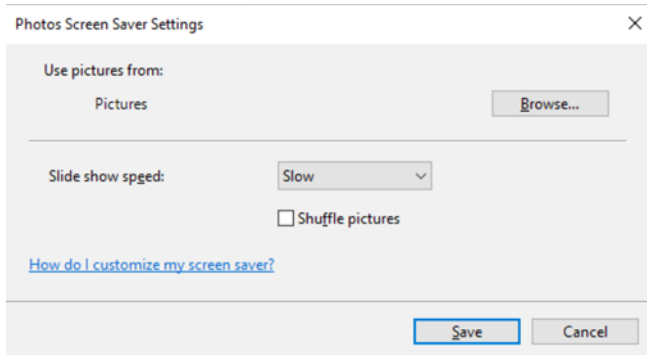 Photos Screen Saver Settings
Use pictures from:
Pictures
Browse...
Slide show speed:
Slow
Shuffle pictures
How do I customize my screen saver?
Save
Cancel